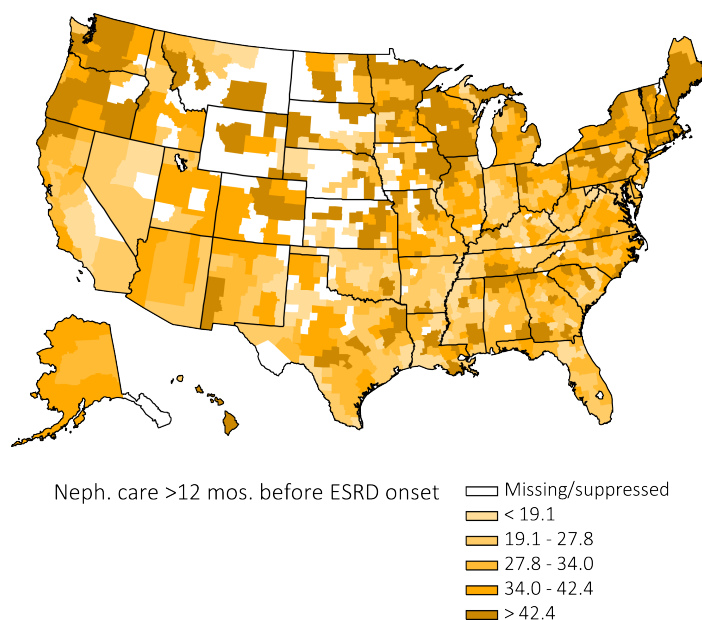 Neph. care >12 mos. before ESRD onset
Missing/suppressed
< 19.1
19.1 - 27.8
27.8 - 34.0
34.0 - 42.4
> 42.4